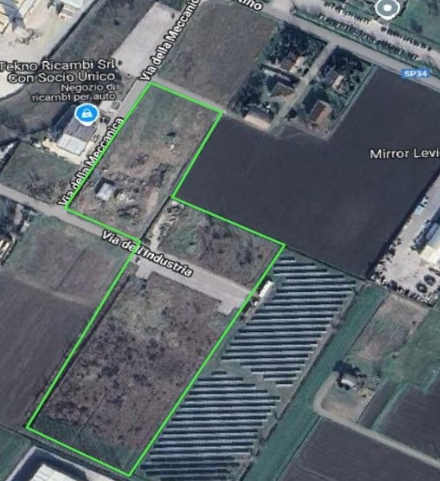 Via della Meccanica
no
Tekno Ricambi Srl
Con Socio Unico
Negozio di
ricambi per auto
SP34
Via della Meccanica
Mirror Levi
Via dell'Industria